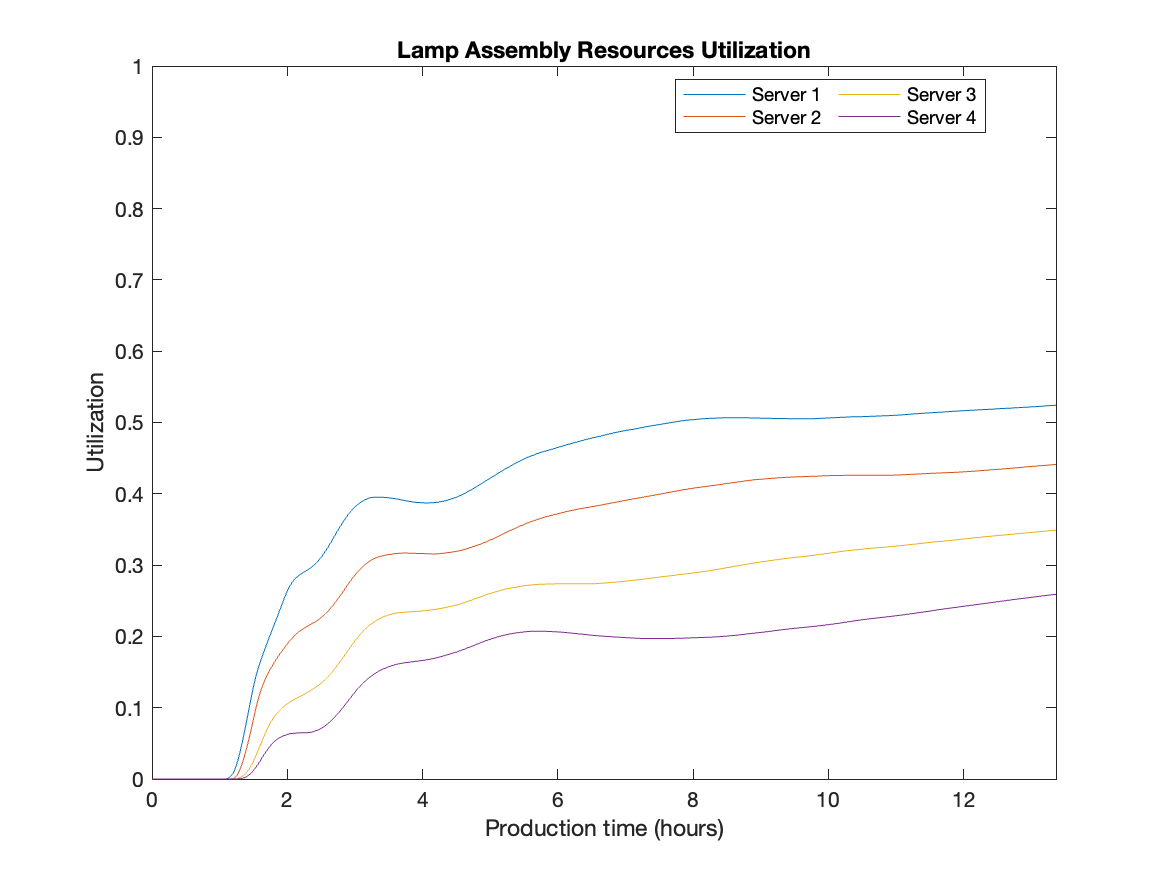 Lamp Assembly Resources Utilization
1
0.9
0.8
0.7
0.6
0.5
0.4
0.3
0.2
0.1
0
Utilization
Server 1 Server 3
Server 2 Server 4
0 2 4 6 8 10 12
Production time (hours)